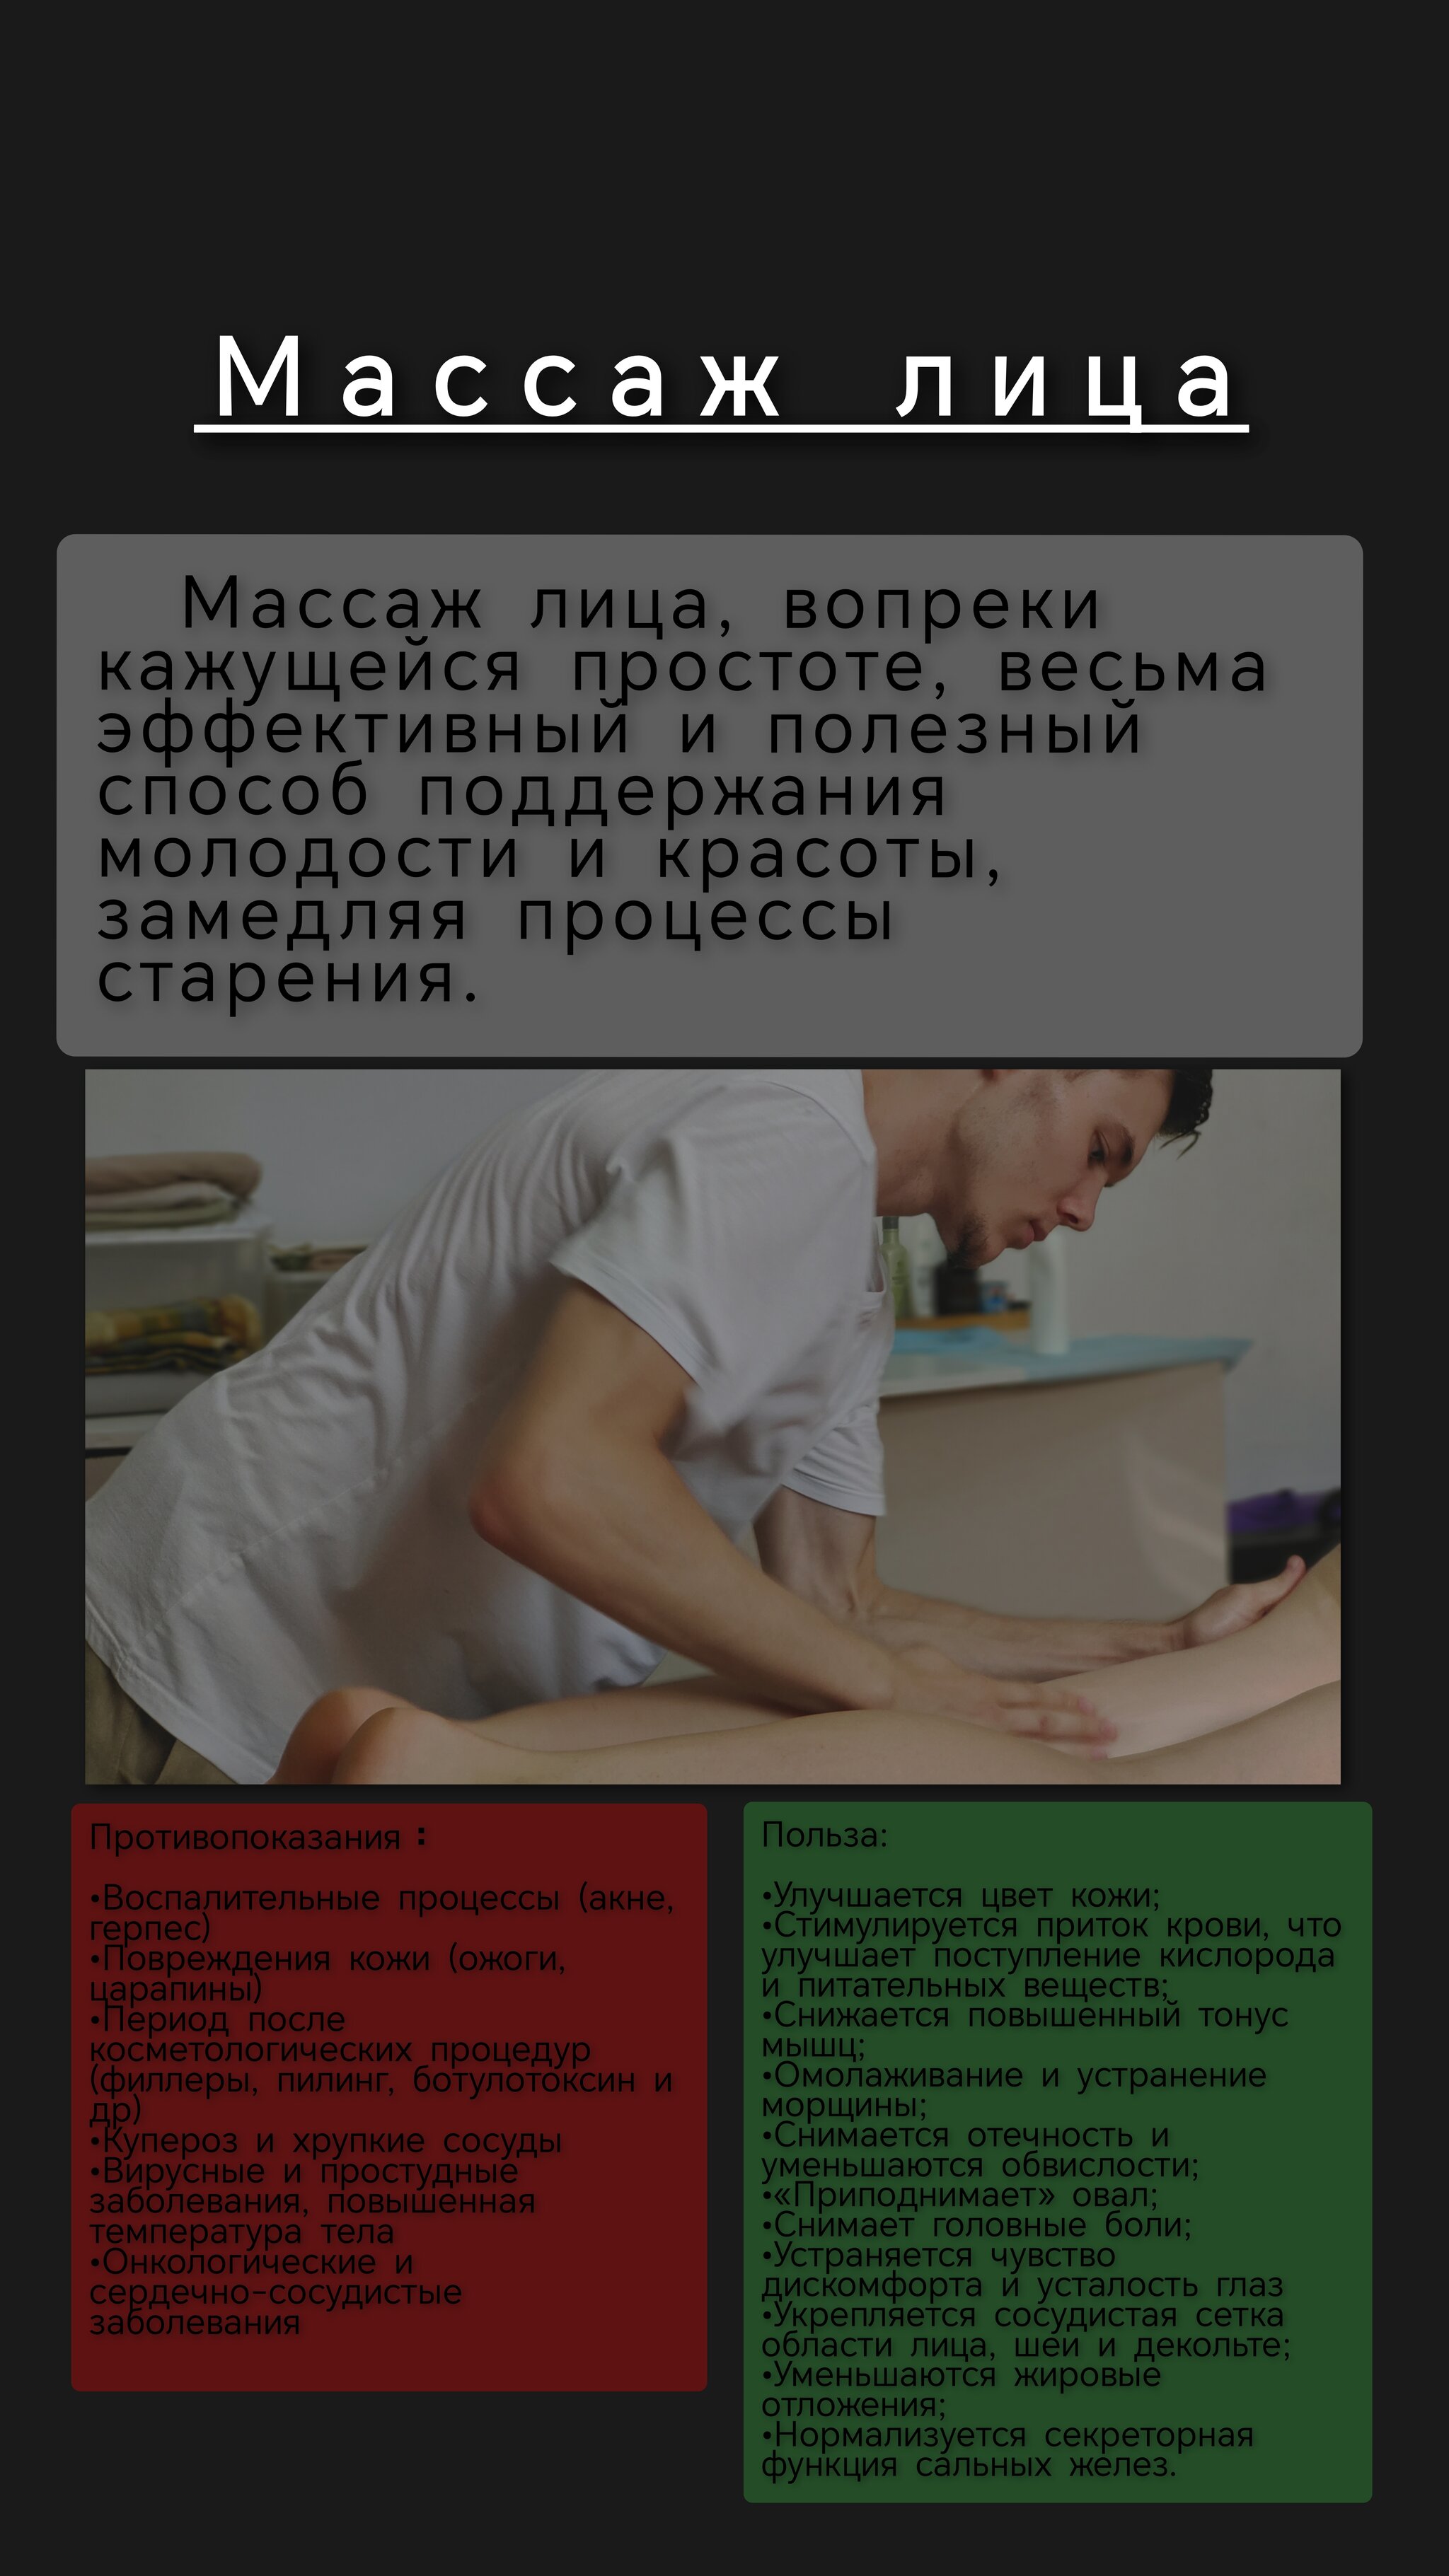 Массаж лица
Массаж лица, вопреки
кажущейся простоте, весьма
эффективный и полезный
способ поддержания
молодости и красоты,
замедляя процессы
старения.
Противопоказания :
•Воспалительные процессы (акне,
герпес)
•Повреждения кожи (ожоги,
царапины)
•Период после
косметологических процедур
(филлеры, пилинг, ботулотоксин и
др)
•Купероз и хрупкие сосуды
•Вирусные и простудные
заболевания, повышенная
температура тела
•Онкологические и
сердечно-сосудистые
заболевания
Польза:
•Улучшается цвет кожи;
•Стимулируется приток крови, что
улучшает поступление кислорода
и питательных веществ;
•Снижается повышенный тонус
мышц;
•Омолаживание и устранение
морщины;
•Снимается отечность и
уменьшаются обвислости;
•«Приподнимает» овал;
•Снимает головные боли;
•Устраняется чувство
дискомфорта и усталость глаз
•Укрепляется сосудистая сетка
области лица, шеи и декольте;
•Уменьшаются жировые
отложения;
•Нормализуется секреторная
функция сальных желез.